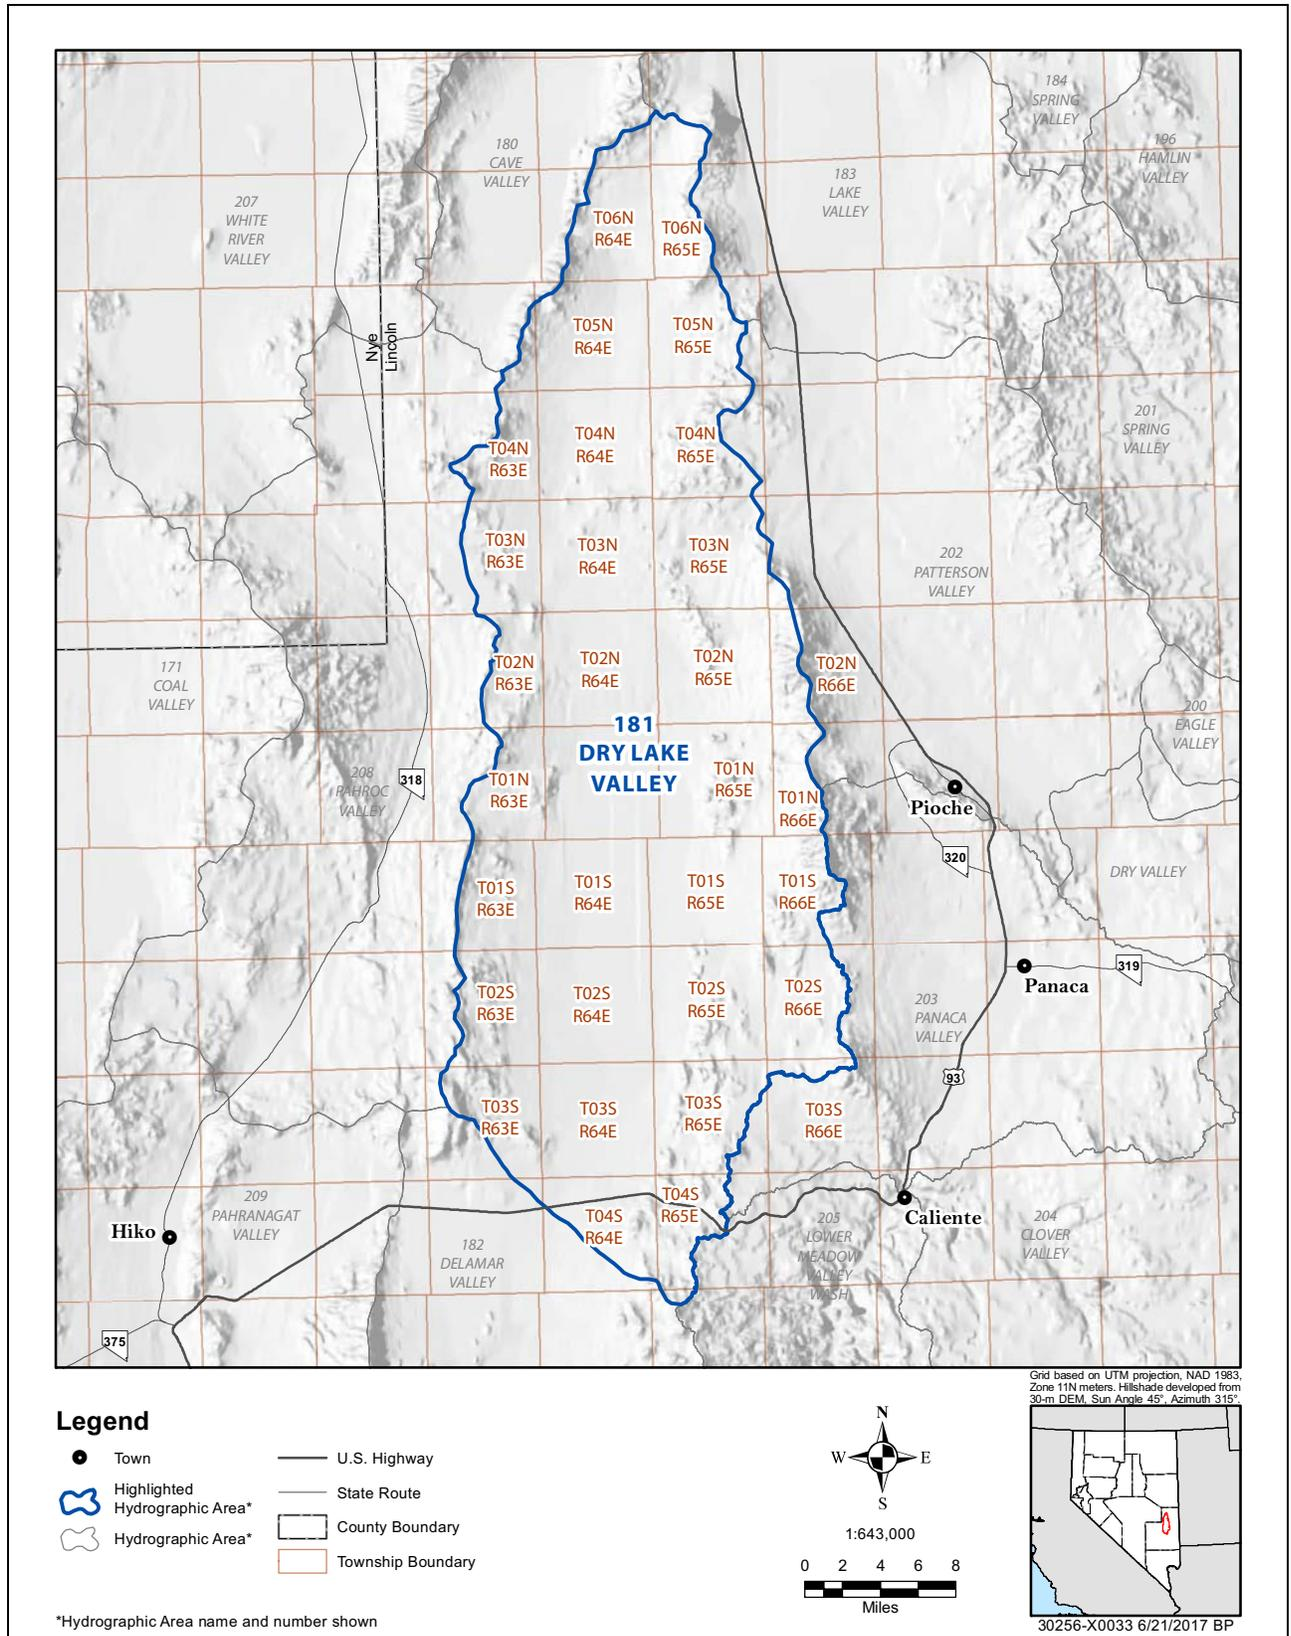 184
SPRING
VALLEY
180
CAVE
VALLEY
196
HAMLIN
VALLEY
183
LAKE
VALLEY
207
WHITE
RIVER
VALLEY
T06N
R64E
T06N
R65E
Nye
Lincoln
T05N
R64E
T05N
R65E
201
SPRING
VALLEY
T04N
R63E
T04N
R64E
T04N
R65E
T03N
R63E
T03N
R64E
T03N
R65E
202
PATTERSON
VALLEY
171
COAL
VALLEY
T02N
R63E
T02N
R64E
T02N
R65E
T02N
R66E
200
EAGLE
VALLEY
181
DRY LAKE
VALLEY
208
PAHROC
VALLEY
318
T01N
R63E
T01N
R65E
T01N
R66E
Pioche
320
DRY VALLEY
T01S
R63E
T01S
R64E
T01S
R65E
T01S
R66E
319
Panaca
T02S
R63E
T02S
R64E
T02S
R65E
T02S
R66E
203
PANACA
VALLEY
93
T03S
R63E
T03S
R64E
T03S
R65E
T03S
R66E
209
PAHRANAGAT
VALLEY
Hiko
T04S
R64E
T04S
R65E
Caliente
182
DELAMAR
VALLEY
205
LOWER
MEADOW
VALLEY
WASH
204
CLOVER
VALLEY
375
Grid based on UTM projection, NAD 1983,
Zone 11N meters. Hillshade developed from
30-m DEM, Sun Angle 45°, Azimuth 315°.
Legend
Town
Highlighted
Hydrographic Area*
Hydrographic Area*
U.S. Highway
State Route
County Boundary
Township Boundary
N
W
E
S
1:643,000
0 2 4 6 8
Miles
*Hydrographic Area name and number shown
30256-X0033 6/21/2017 BP